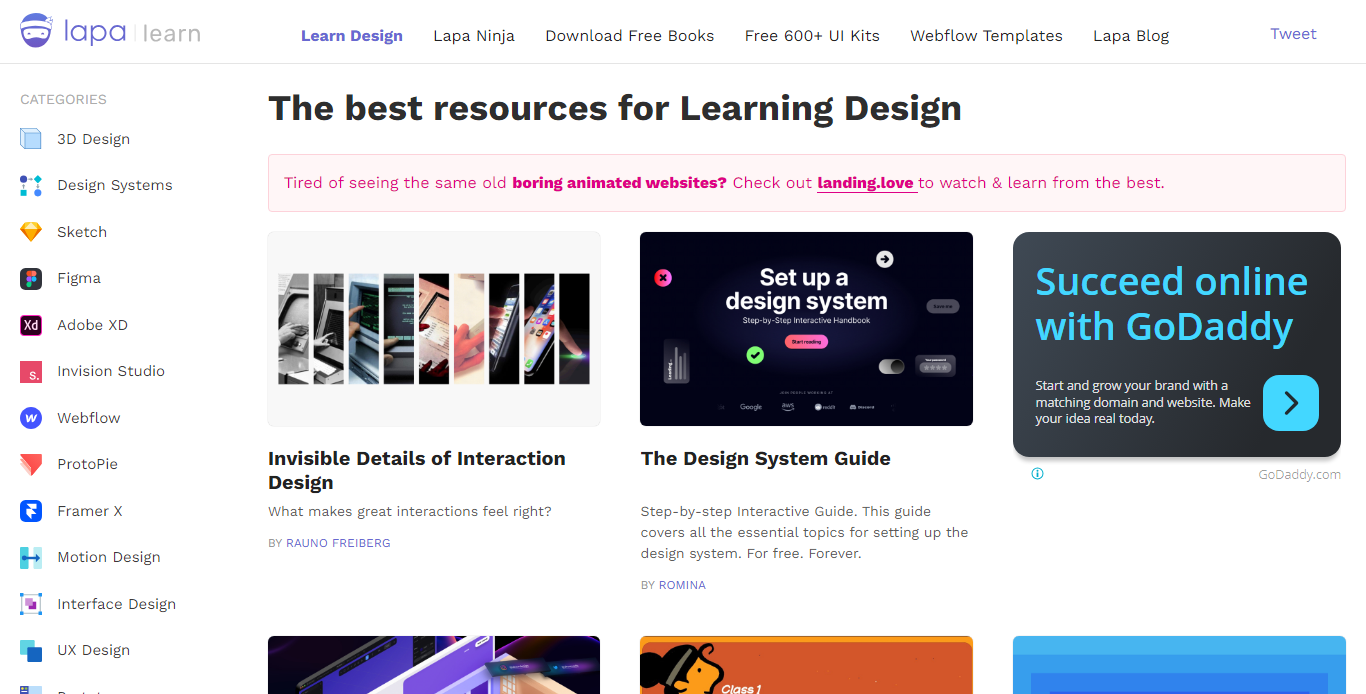 lapa learn
Learn Design
Lapa Ninja
Download Free Books
Free 600+ UI Kits
Webflow Templates
Lapa Blog
Tweet
CATEGORIES
3D Design
Design Systems
Sketch
Figma
Xd
Adobe XD
s.
Invision Studio
W
Webflow
ProtoPie
Framer X
Motion Design
Interface Design
UX Design
The best resources for Learning Design
Tired of seeing the same old boring animated websites? Check out landing.love to watch & learn from the best.
Invisible Details of Interaction
Design
What makes great interactions feel right?
BY RAUNO FREIBERG
Set up a
design system
Step-by-Step Interactive Handbook
Start reading
Google
aws
The Design System Guide
Step-by-step Interactive Guide. This guide
covers all the essential topics for setting up the
design system. For free. Forever.
BY ROMINA
Succeed online
with GoDaddy
Start and grow your brand with a
matching domain and website. Make
your idea real today.
GoDaddy.com
Class 1